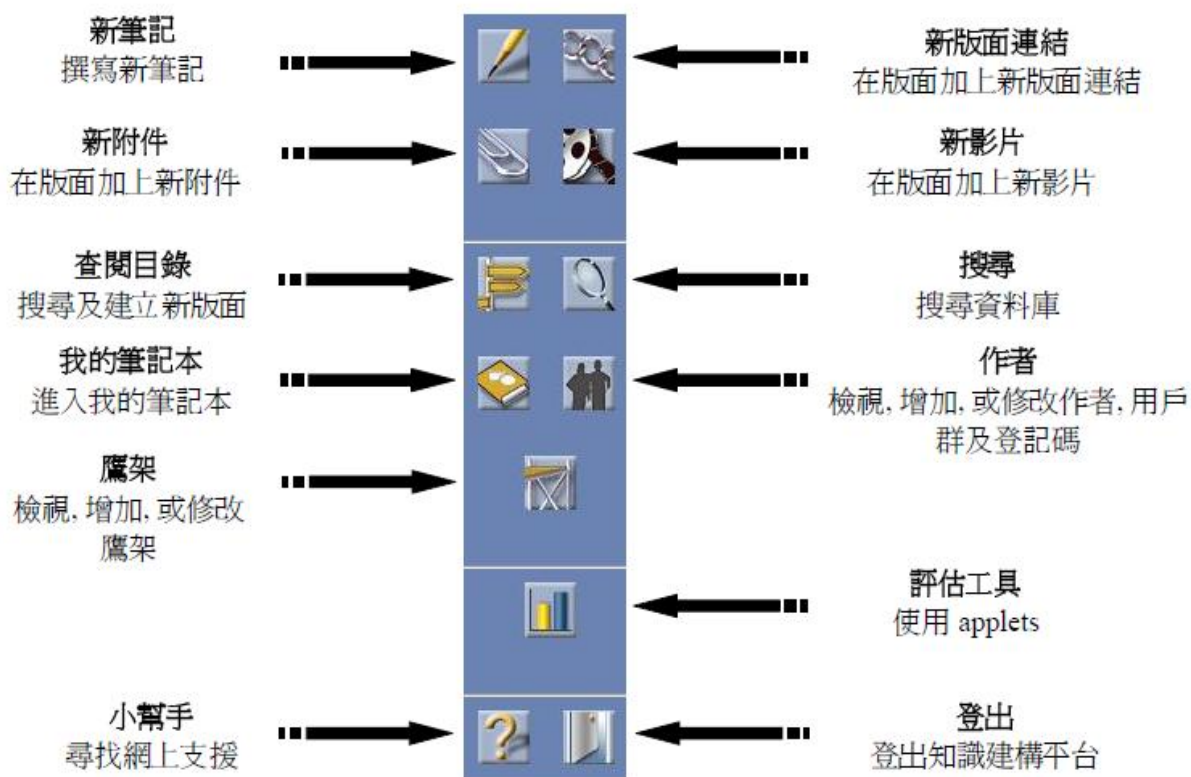 新筆記
撰寫新筆記
新版面連結
在版面加上新版面連結
新附件
在版面加上新附件
新影片
在版面加上新影片
查閱目錄
搜尋及建立新版面
搜尋
搜尋資料庫
我的筆記本
進入我的筆記本
作者
檢視, 增加, 或修改作者, 用戶
群及登記碼
鷹架
檢視, 增加, 或修改
鷹架
評估工具
使用 applets
小幫手
尋找網上支援
登出
登出知識建構平台